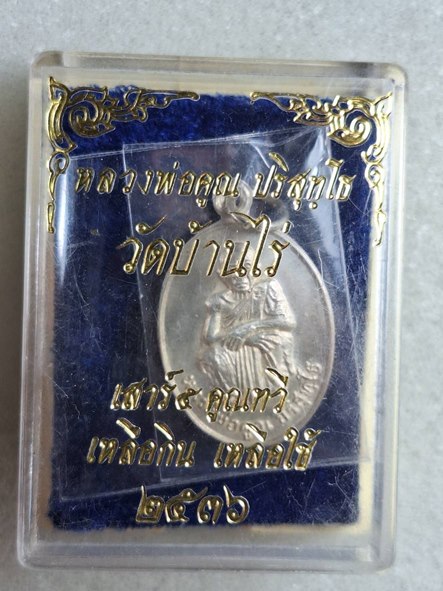 หลวงพ่อคูณ ปริสุทฺโธ
วัดบ้านไร่
เสาร์๕ คูณทวี
เหลือกิน เหลือใช้
๒๕๓๖